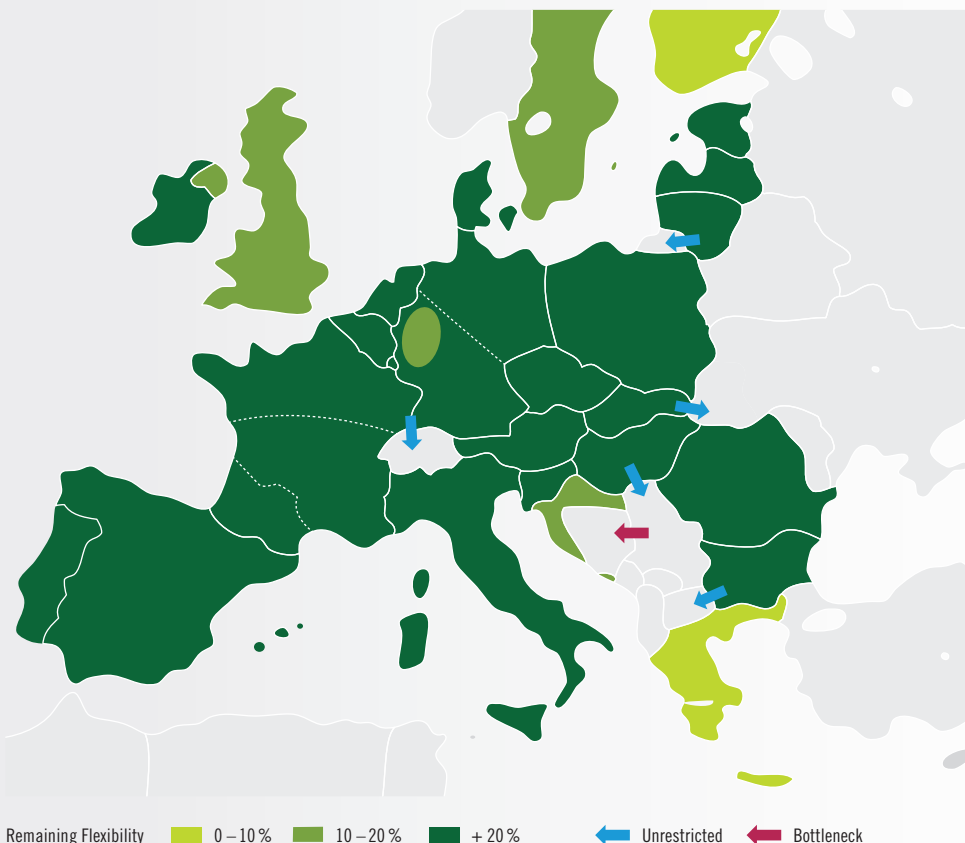 Remaining Flexibility 0 – 10 % 10 – 20 % + 20 % Unrestricted Bottleneck